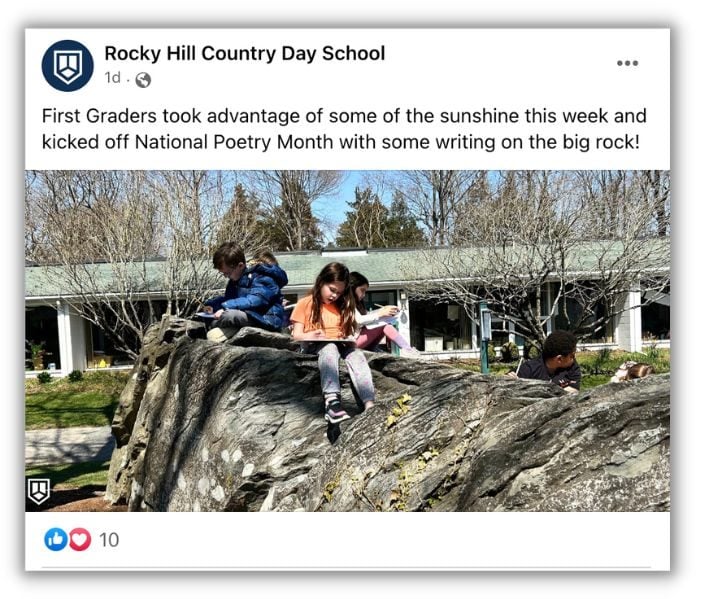 Rocky Hill Country Day School
1d ·
First Graders took advantage of some of the sunshine this week and
kicked off National Poetry Month with some writing on the big rock!
10